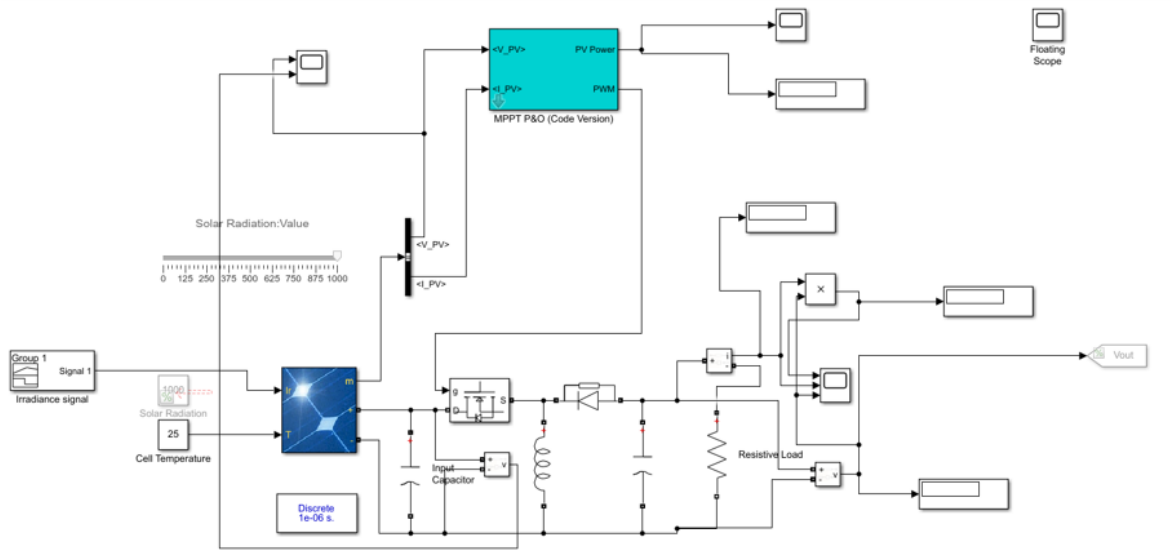 <V_PV>
PV Power
<I_PV>
PWM
MPPT P&O (Code Version)
Floating
Scope
Solar Radiation:Value
0 125 250 375 500 625 750 875 1000
<V_PV>
<I_PV>
Group 1
Signal 1
Irradiance signal
1000
Solar Radiation
25
Cell Temperature
Ir
T
m
+
-
g
D
S
Input
Capacitor
+
-
v
Discrete
1e-06 s.
+
+
+
+
+
-
i
×
Resistive Load
+
-
v
Vout